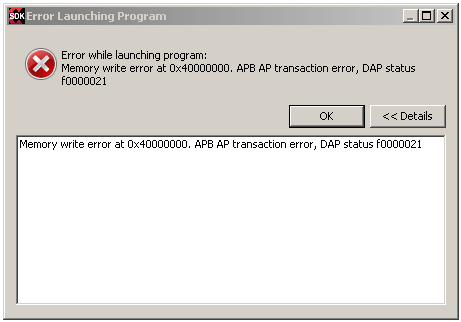 SDK Error Launching Program
Error while launching program:
Memory write error at 0x40000000. APB AP transaction error, DAP status
f0000021
OK << Details
Memory write error at 0x40000000. APB AP transaction error, DAP status f0000021